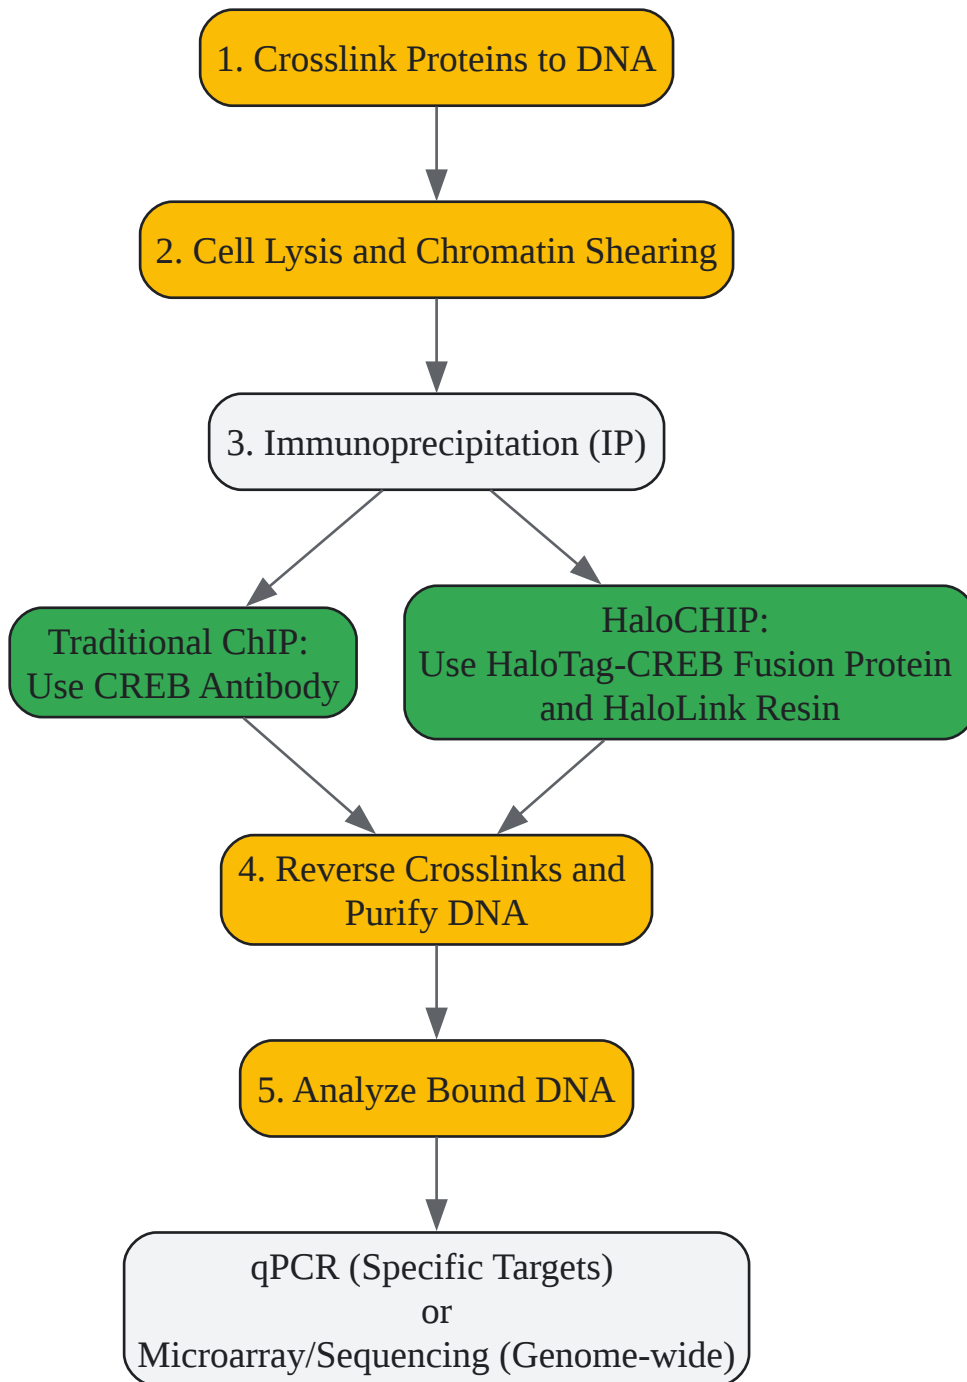 1. Crosslink Proteins to DNA
2. Cell Lysis and Chromatin Shearing
3. Immunoprecipitation (IP)
Traditional ChIP:
Use CREB Antibody
HaloCHIP:
Use HaloTag-CREB Fusion Protein
and HaloLink Resin
4. Reverse Crosslinks and
Purify DNA
5. Analyze Bound DNA
qPCR (Specific Targets)
or
Microarray/Sequencing (Genome-wide)